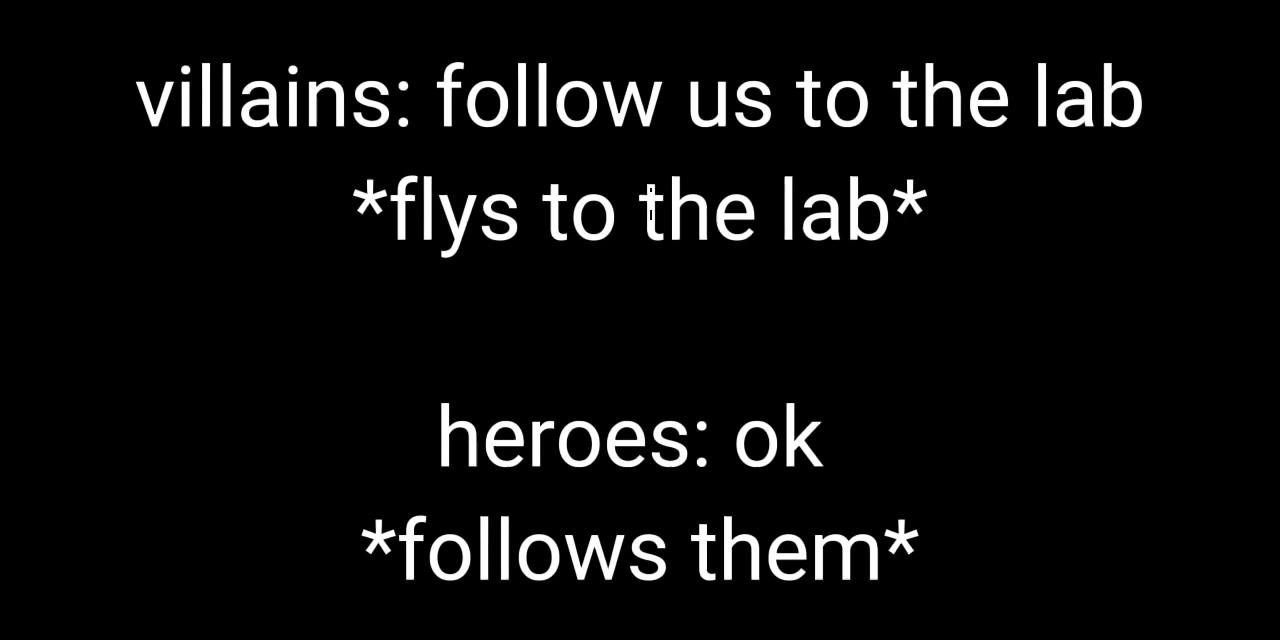 villains: follow us to the lab
*flys to the lab*
heroes: ok
*follows them*